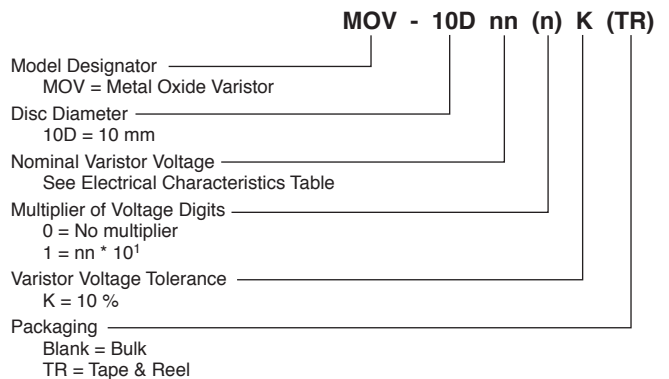 MOV - 10D nn (n) K (TR)
Model Designator
MOV = Metal Oxide Varistor
Disc Diameter
10D = 10 mm
Nominal Varistor Voltage
See Electrical Characteristics Table
Multiplier of Voltage Digits
0 = No multiplier
1 = nn * 10¹
Varistor Voltage Tolerance
K = 10 %
Packaging
Blank = Bulk
TR = Tape & Reel